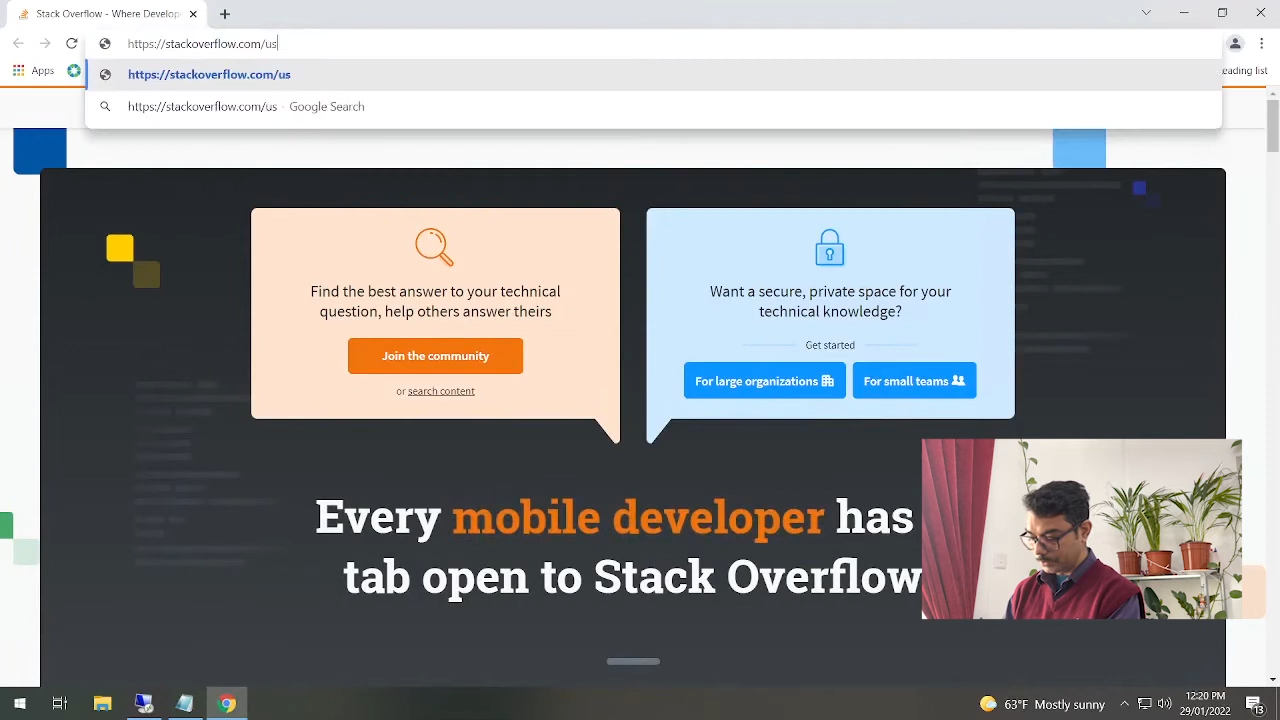 Stack Overflow - Where Develop
https://stackoverflow.com/us
Apps
eading list
https://stackoverflow.com/us
https://stackoverflow.com/us - Google Search
Find the best answer to your technical
question, help others answer theirs
Join the community
or search content
Want a secure, private space for your
technical knowledge?
Get started
For large organizations
For small teams
Every mobile developer has
tab open to Stack Overflow
63°F Mostly sunny
12:20 PM
29/01/2022
13